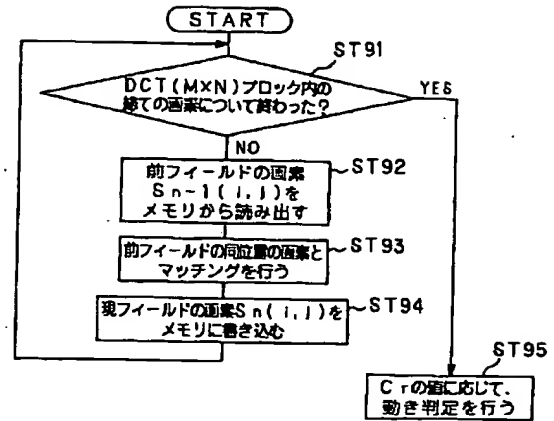 START
ST91
DCT(M×N)ブロック内の
総ての画素について終わった?
YES
NO
ST92
前フィールドの画素
Sn-1(i,j)を
メモリから読み出す
ST93
前フィールドの同位置の画素と
マッチングを行う
ST94
現フィールドの画素Sn(i,j)を
メモリに書き込む
ST95
Crの値に応じて、
動き判定を行う